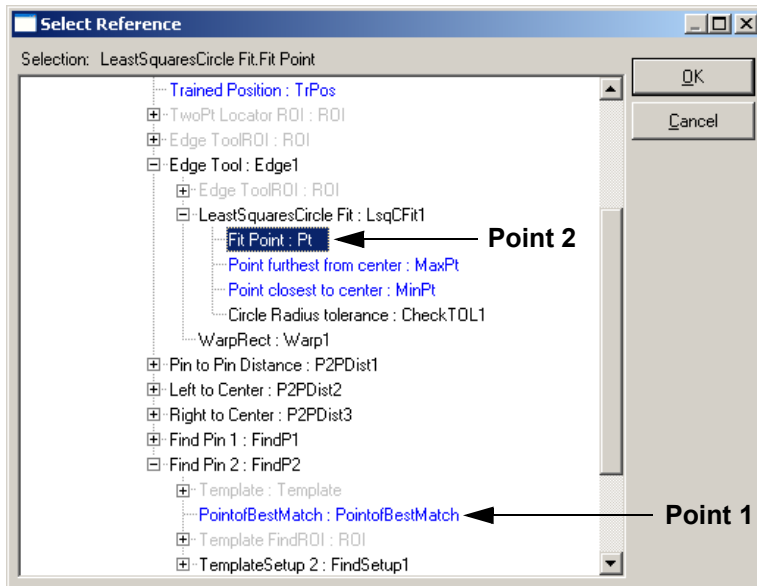 Select Reference
Selection: LeastSquaresCircle Fit.Fit Point
OK
Cancel
Trained Position : TrPos
TwoPt Locator ROI : ROI
Edge ToolROI : ROI
Edge Tool : Edge1
Edge ToolROI : ROI
LeastSquaresCircle Fit : LsqCFit1
Fit Point : Pt
Point 2
Point furthest from center : MaxPt
Point closest to center : MinPt
Circle Radius tolerance : CheckTOL1
WarpRect : Warp1
Pin to Pin Distance : P2PDist1
Left to Center : P2PDist2
Right to Center : P2PDist3
Find Pin 1 : FindP1
Find Pin 2 : FindP2
Template : Template
PointofBestMatch : PointofBestMatch
Point 1
Template FindROI : ROI
TemplateSetup 2 : FindSetup1